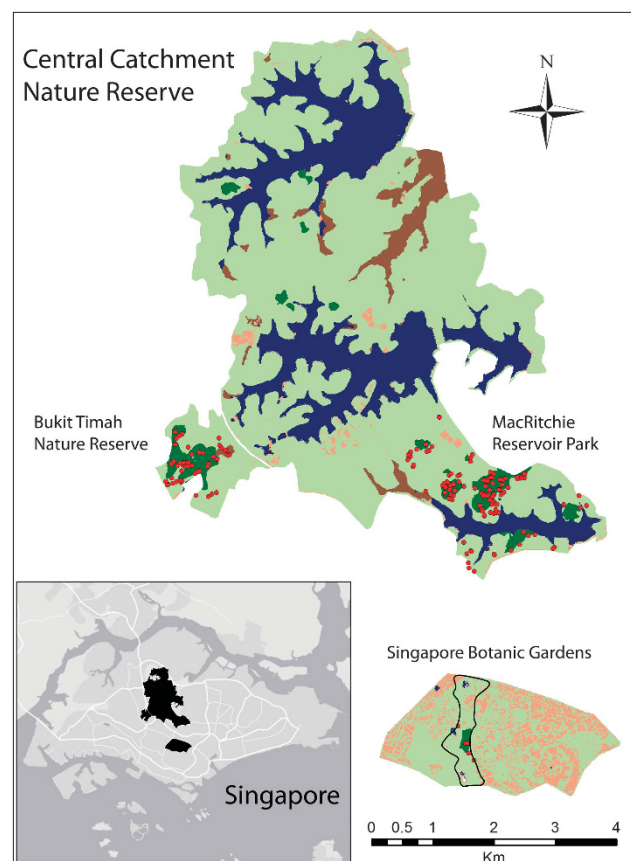 Central Catchment
Nature Reserve
N
Bukit Timah
Nature Reserve
MacRitchie
Reservoir Park
Singapore Botanic Gardens
Singapore
0 0.5 1 2 3 4
Km